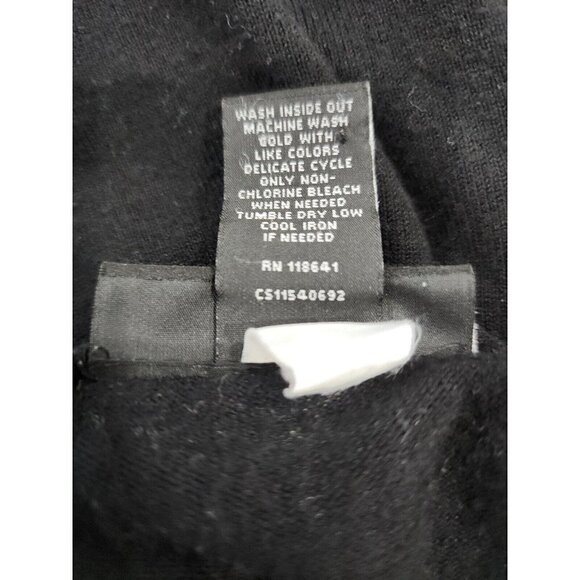 WASH INSIDE OUT
MACHINE WASH
COLD WITH
LIKE COLORS
DELICATE CYCLE
ONLY NON-
CHLORINE BLEACH
WHEN NEEDED
TUMBLE DRY LOW
COOL IRON
IF NEEDED
RN 118641
CS11540692